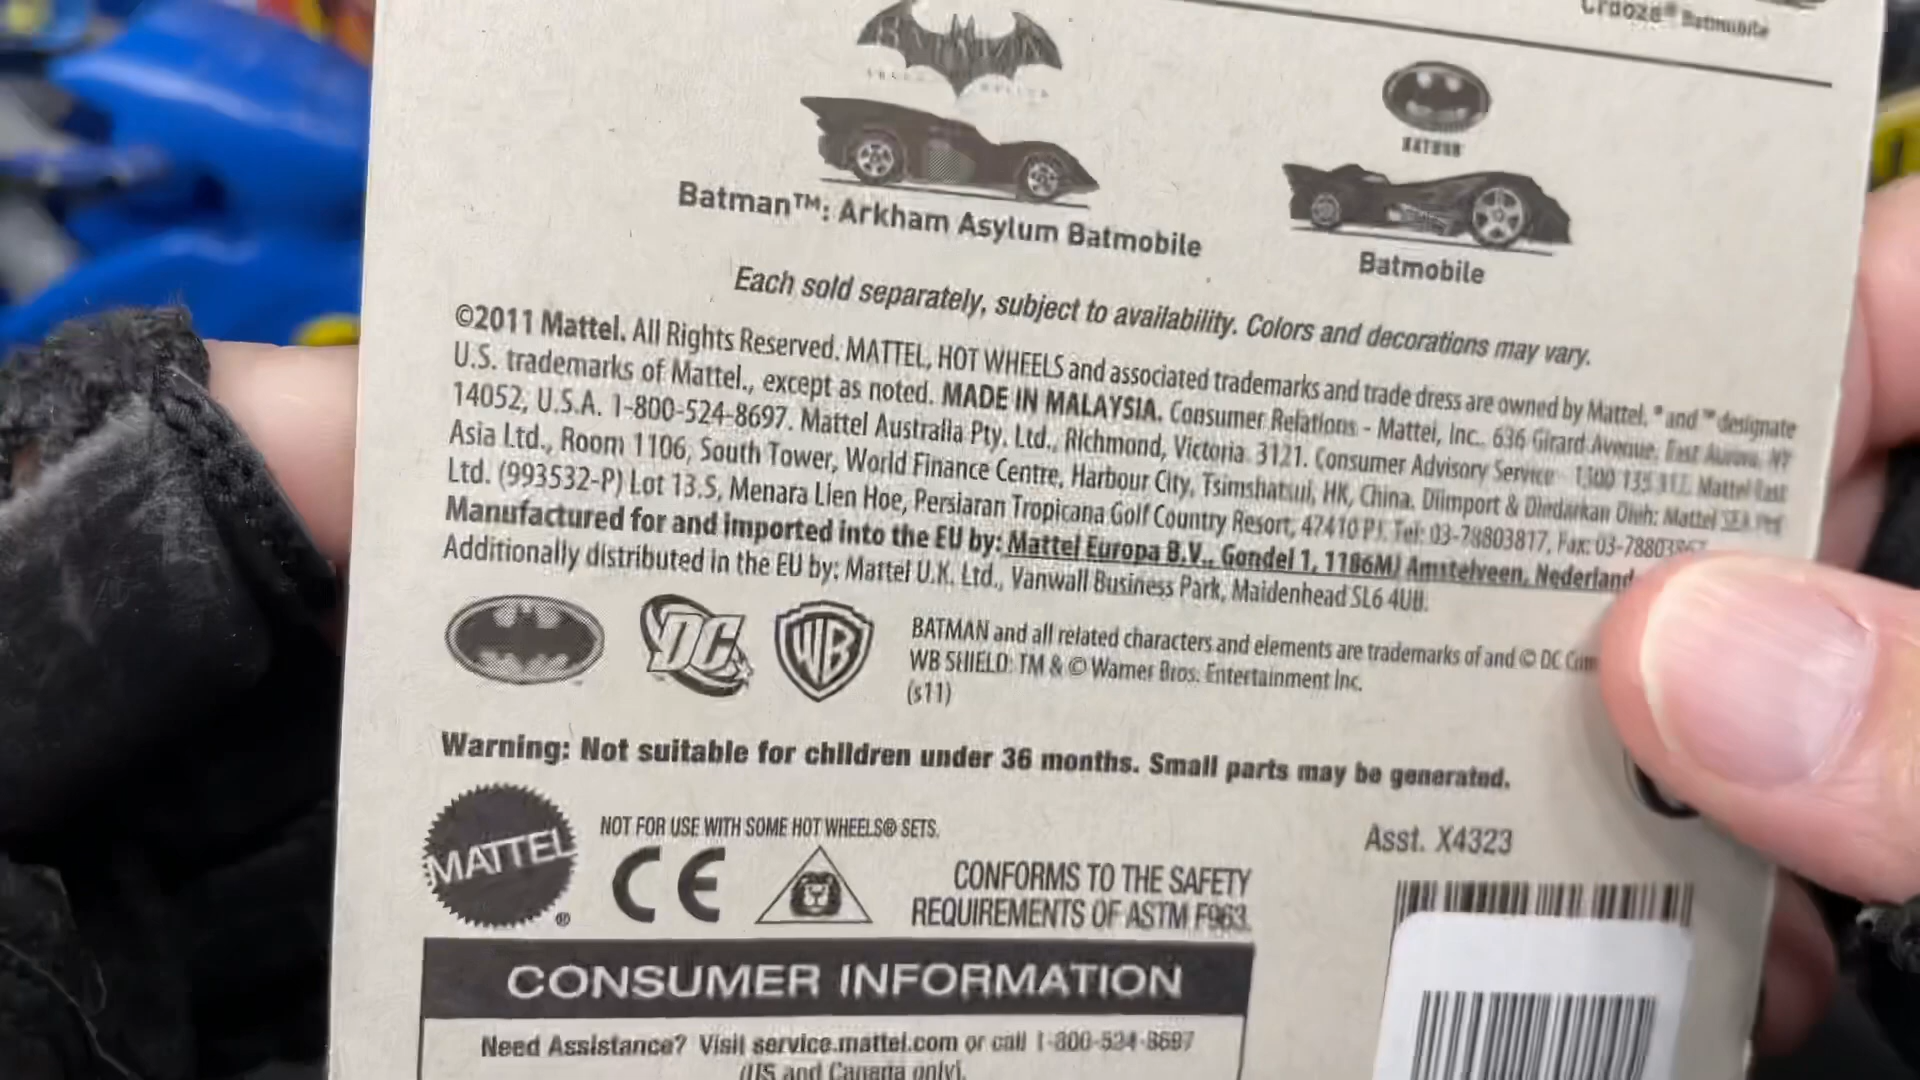 Crooze® Batmobile
BATMAN
Batman™: Arkham Asylum Batmobile
Batmobile
Each sold separately, subject to availability. Colors and decorations may vary.
©2011 Mattel. All Rights Reserved. MATTEL, HOT WHEELS and associated trademarks and trade dress are owned by Mattel. ® and ™ designate
U.S. trademarks of Mattel., except as noted. MADE IN MALAYSIA. Consumer Relations - Mattel, Inc. 636 Girard Avenue, East Aurora, NY
14052, U.S.A. 1-800-524-8697. Mattel Australia Pty. Ltd., Richmond, Victoria. 3121. Consumer Advisory Service - 1300 135 312. Mattel East
Asia Ltd., Room 1106, South Tower, World Finance Centre, Harbour City, Tsimshatsui, HK, China. Diimport & Diedarkan Oleh: Mattel SEA Ptd
Ltd. (993532-P) Lot 13.5, Menara Lien Hoe, Persiaran Tropicana Golf Country Resort, 47410 PJ. Tel: 03-78803817, Fax: 03-78803867
Manufactured for and imported into the EU by: Mattel Europa B.V., Gondel 1, 1186MJ Amstelveen, Nederland
Additionally distributed in the EU by: Mattel U.K. Ltd., Vanwall Business Park, Maidenhead SL6 4UB.
DC
WB
BATMAN and all related characters and elements are trademarks of and © DC
WB SHIELD: TM & © Warner Bros. Entertainment Inc.
(s11)
Warning: Not suitable for children under 36 months. Small parts may be generated.
MATTEL®
NOT FOR USE WITH SOME HOT WHEELS® SETS.
CE
CONFORMS TO THE SAFETY
REQUIREMENTS OF ASTM F963.
Asst. X4323
CONSUMER INFORMATION
Need Assistance? Visit service.mattel.com or call 1-800-524-8697
(US and Canada only).